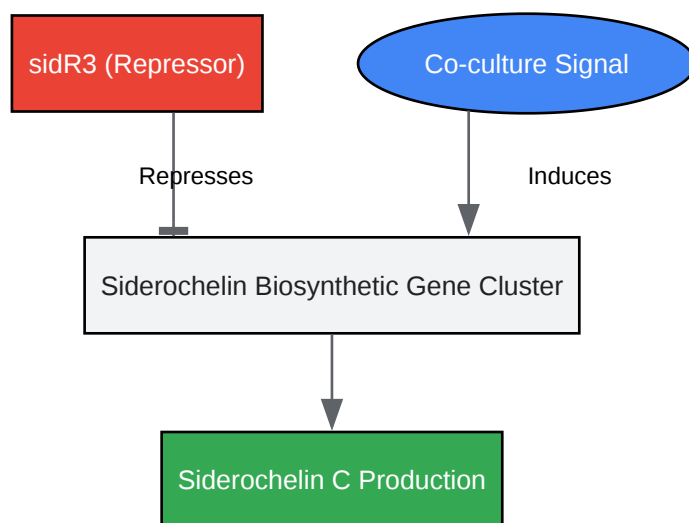 sidR3 (Repressor)
Co-culture Signal
Represses
Induces
Siderochelin Biosynthetic Gene Cluster
Siderochelin C Production